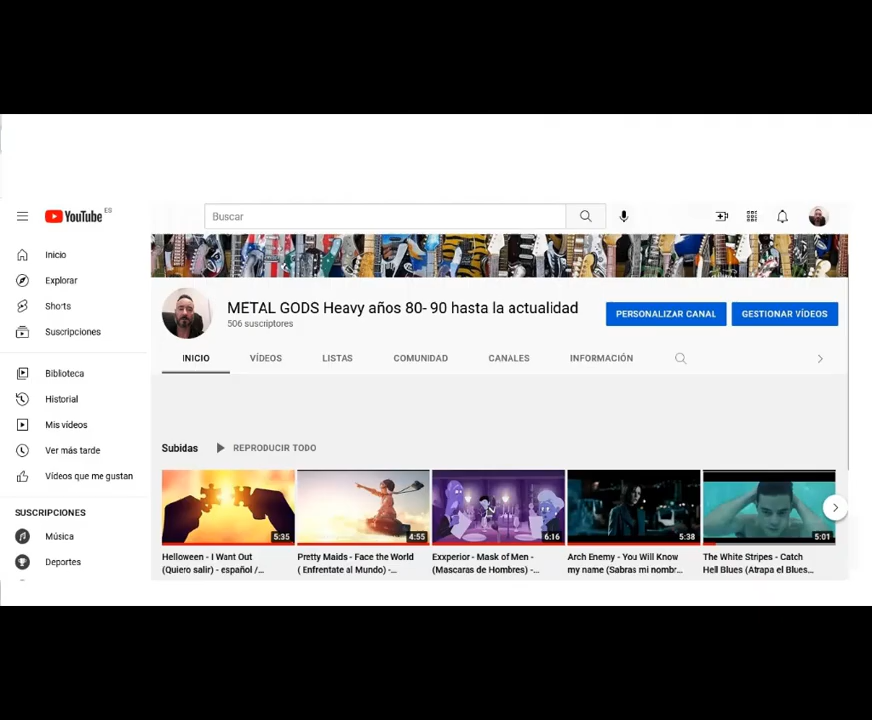 YouTube ES
Buscar
Inicio
Explorar
Shorts
Suscripciones
Biblioteca
Historial
Mis vídeos
Ver más tarde
Vídeos que me gustan
SUSCRIPCIONES
Música
Deportes
METAL GODS Heavy años 80- 90 hasta la actualidad
506 suscriptores
PERSONALIZAR CANAL
GESTIONAR VÍDEOS
INICIO
VÍDEOS
LISTAS
COMUNIDAD
CANALES
INFORMACIÓN
Subidas
REPRODUCIR TODO
5:35
Helloween - I Want Out
(Quiero salir) - español /...
4:55
Pretty Maids - Face the World
( Enfrentate al Mundo) -...
6:16
Exxperior - Mask of Men -
(Mascaras de Hombres) -...
5:38
Arch Enemy - You Will Know
my name (Sabras mi nombr...
5:01
The White Stripes - Catch
Hell Blues (Atrapa el Blues...